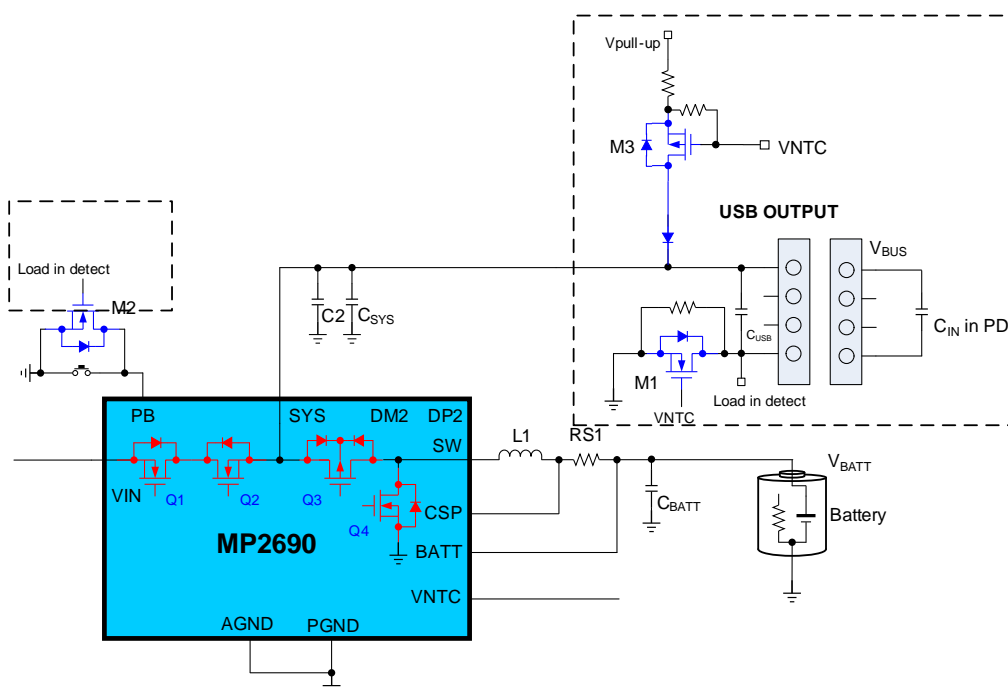 Vpull-up
M3
VNTC
USB OUTPUT
VBUS
Load in detect
M2
C2
CSYS
CUSB
CIN in PD
M1
VNTC
Load in detect
PB
SYS
DM2
DP2
SW
L1
RS1
VBATT
VIN
Q1
Q2
Q3
Q4
CSP
CBATT
Battery
MP2690
BATT
VNTC
AGND
PGND